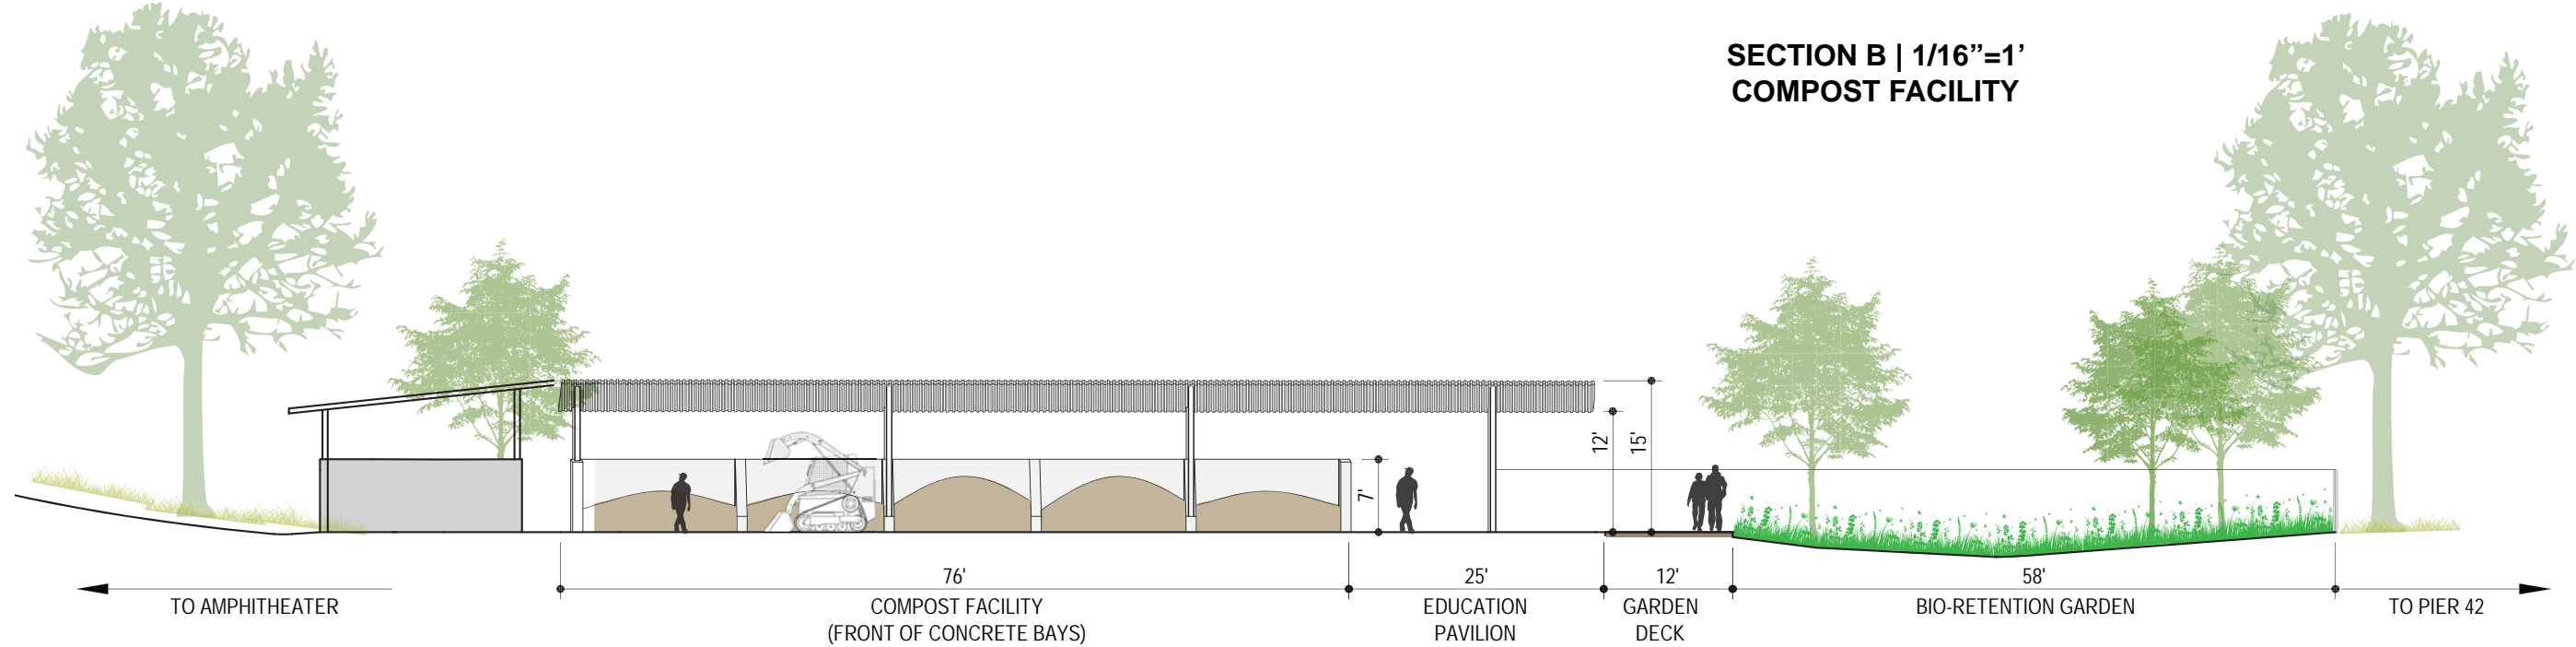 SECTION B | 1/16”=1’
COMPOST FACILITY
12'
15'
7'
76'
25'
12'
58'
TO AMPHITHEATER
COMPOST FACILITY
(FRONT OF CONCRETE BAYS)
EDUCATION
PAVILION
GARDEN
DECK
BIO-RETENTION GARDEN
TO PIER 42